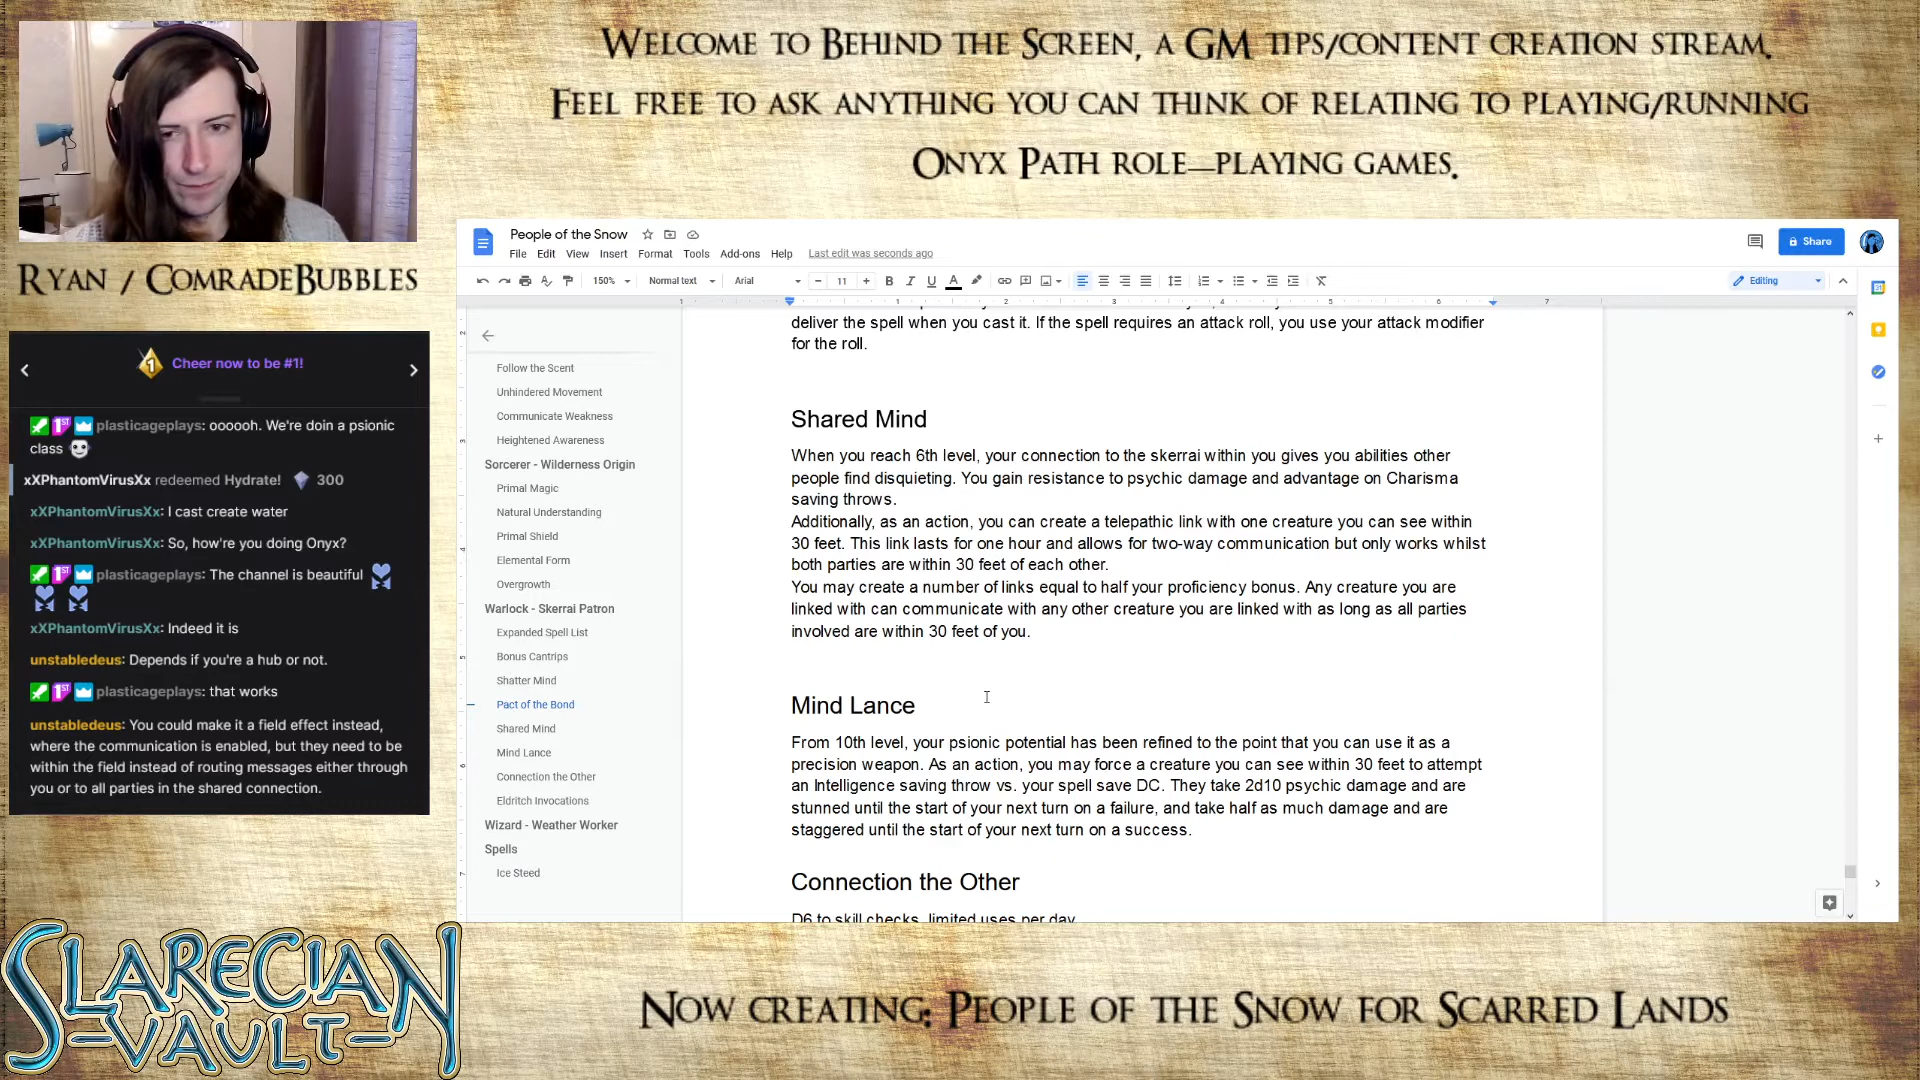 Welcome to Behind the Screen, a GM tips/content creation stream.
Feel free to ask anything you can think of relating to playing/running
Onyx Path role-playing games.
Ryan / ComradeBubbles
Cheer now to be #1!
plasticageplays: oooooh. We're doin a psionic
class
xXPhantomVirusXx redeemed Hydrate! 300
xXPhantomVirusXx: I cast create water
xXPhantomVirusXx: So, how're you doing Onyx?
plasticageplays: The channel is beautiful
xXPhantomVirusXx: Indeed it is
unstabledeus: Depends if you're a hub or not.
plasticageplays: that works
unstabledeus: You could make it a field effect instead,
where the communication is enabled, but they need to be
within the field instead of routing messages either through
you or to all parties in the shared connection.
People of the Snow
File Edit View Insert Format Tools Add-ons Help Last edit was seconds ago
Share
150% Normal text Arial 11
Editing
1 1 2 3 4 5 6 7
Follow the Scent
Unhindered Movement
Communicate Weakness
Heightened Awareness
Sorcerer - Wilderness Origin
Primal Magic
Natural Understanding
Primal Shield
Elemental Form
Overgrowth
Warlock - Skerrai Patron
Expanded Spell List
Bonus Cantrips
Shatter Mind
Pact of the Bond
Shared Mind
Mind Lance
Connection the Other
Eldritch Invocations
Wizard - Weather Worker
Spells
Ice Steed
deliver the spell when you cast it. If the spell requires an attack roll, you use your attack modifier
for the roll.
Shared Mind
When you reach 6th level, your connection to the skerrai within you gives you abilities other
people find disquieting. You gain resistance to psychic damage and advantage on Charisma
saving throws.
Additionally, as an action, you can create a telepathic link with one creature you can see within
30 feet. This link lasts for one hour and allows for two-way communication but only works whilst
both parties are within 30 feet of each other.
You may create a number of links equal to half your proficiency bonus. Any creature you are
linked with can communicate with any other creature you are linked with as long as all parties
involved are within 30 feet of you.
Mind Lance
From 10th level, your psionic potential has been refined to the point that you can use it as a
precision weapon. As an action, you may force a creature you can see within 30 feet to attempt
an Intelligence saving throw vs. your spell save DC. They take 2d10 psychic damage and are
stunned until the start of your next turn on a failure, and take half as much damage and are
staggered until the start of your next turn on a success.
Connection the Other
D6 to skill checks, limited uses per day
Slarecian
-Vault-
Now creating: People of the Snow for Scarred Lands